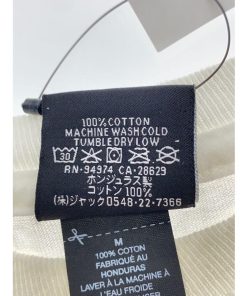 100% COTTON
MACHINE WASH COLD
TUMBLE DRY LOW
30
RN-94974 CA-28629
ホンジュラス製
コットン 100%
(株)ジャック0548-22-7366
M
100% COTON
FABRIQUÉ AU
HONDURAS
LAVER À LA MACHINE À
L'EAU FROIDE